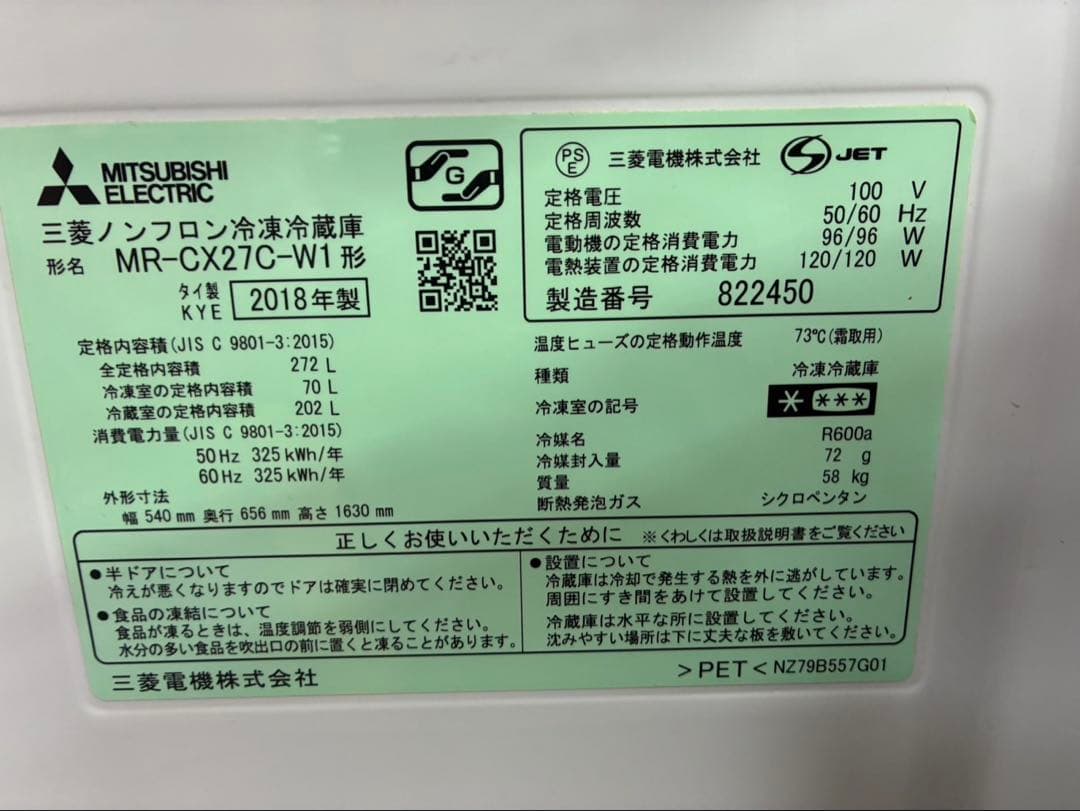 MITSUBISHI
ELECTRIC
G
三菱ノンフロン冷凍冷蔵庫
形名 MR-CX27C-W1 形
タイ製
KYE
2018年製
PS
E
三菱電機株式会社
S JET
定格電圧 100 V
定格周波数 50/60 Hz
電動機の定格消費電力 96/96 W
電熱装置の定格消費電力 120/120 W
製造番号 822450
定格内容積(JIS C 9801-3:2015)
全定格内容積 272 L
冷凍室の定格内容積 70 L
冷蔵室の定格内容積 202 L
消費電力量(JIS C 9801-3:2015)
50Hz 325kWh/年
60Hz 325kWh/年
外形寸法
幅 540mm 奥行 656mm 高さ 1630mm
温度ヒューズの定格動作温度 73℃(霜取用)
種類 冷凍冷蔵庫
冷凍室の記号 * ***
冷媒名 R600a
冷媒封入量 72 g
質量 58 kg
断熱発泡ガス シクロペンタン
正しくお使いいただくために ※くわしくは取扱説明書をご覧ください
●半ドアについて
冷えが悪くなりますのでドアは確実に閉めてください。
●食品の凍結について
食品が凍るときは、温度調節を弱側にしてください。
水分の多い食品を吹出口の前に置くと凍ることがあります。
●設置について
冷蔵庫は冷却で発生する熱を外に逃がしています。
周囲にすき間をあけて設置してください。
冷蔵庫は水平な所に設置してください。
沈みやすい場所は下に丈夫な板を敷いてください。
三菱電機株式会社
>PET< NZ79B557G01